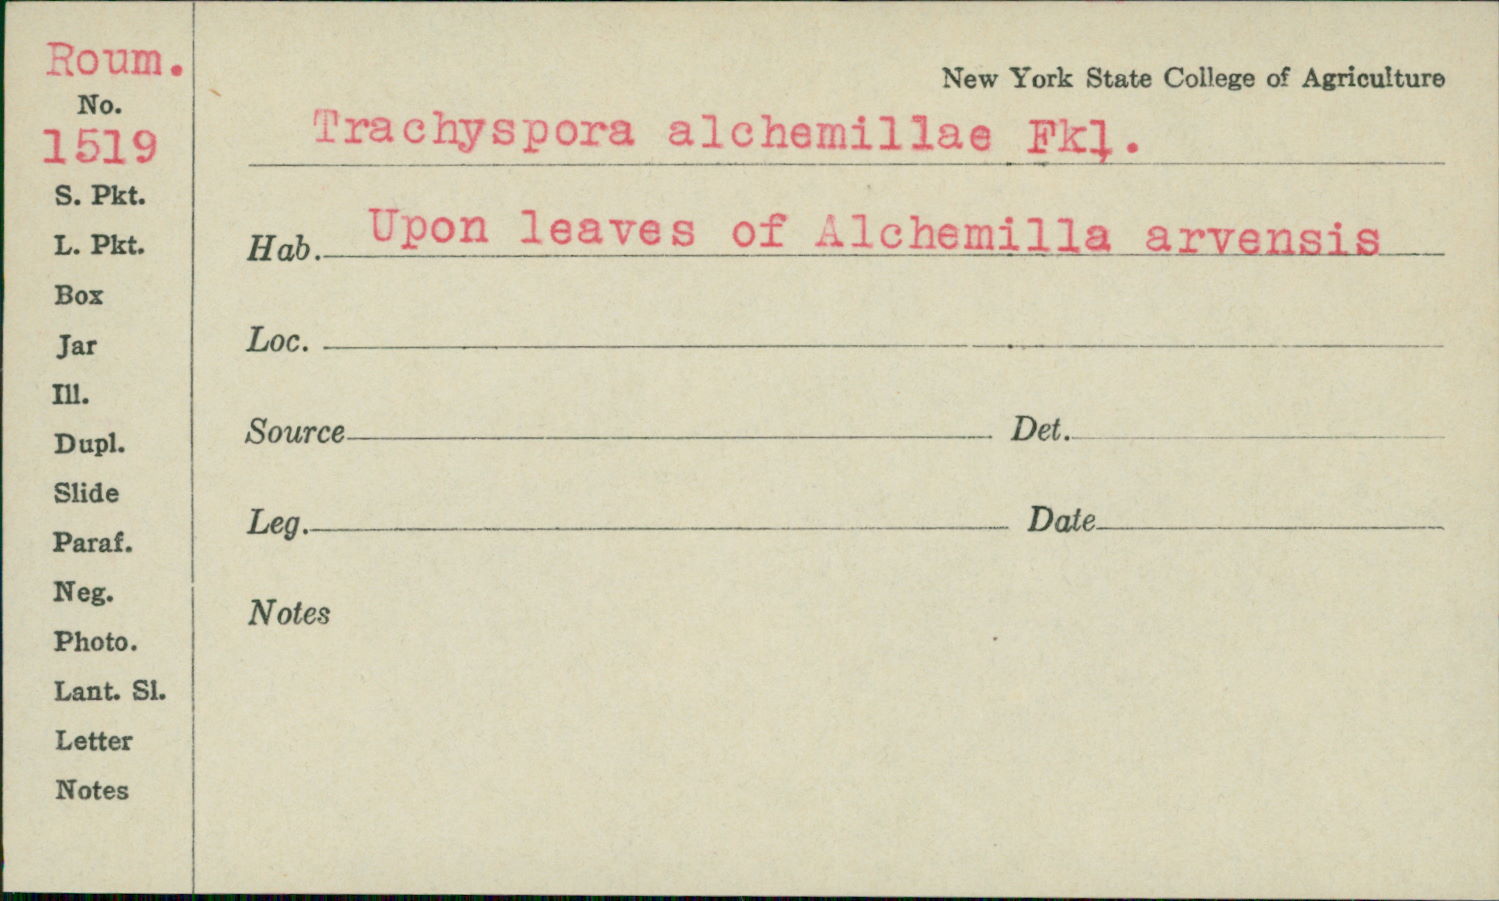 Roum.
No.
1519
S. Pkt.
L. Pkt.
Box
Jar
Ill.
Dupl.
Slide
Paraf.
Neg.
Photo.
Lant. Sl.
Letter
Notes
New York State College of Agriculture
Trachyspora alchemillae Fkl.
Hab. Upon leaves of Alchemilla arvensis
Loc.
Source Det.
Leg. Date
Notes